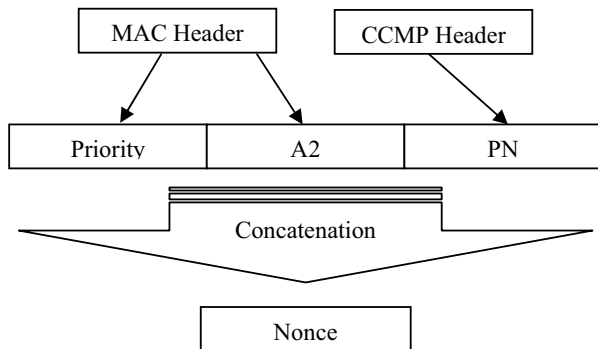 MAC Header
CCMP Header
Priority
A2
PN
Concatenation
Nonce